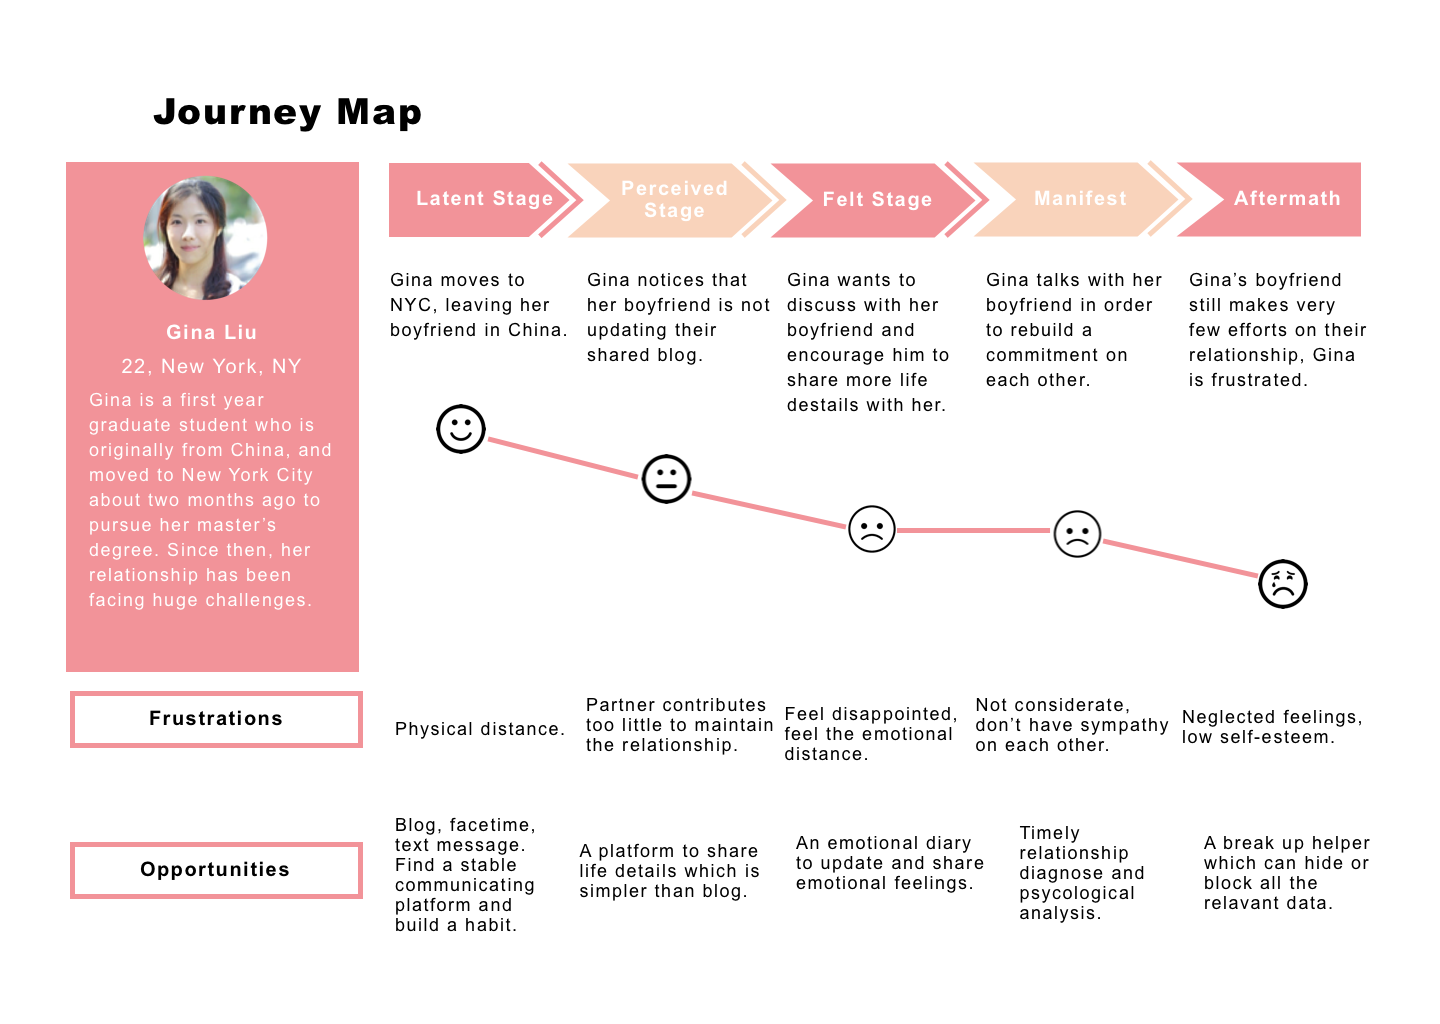 Journey Map
Latent Stage
Perceived
Stage
Felt Stage
Manifest
Aftermath
Gina Liu
22, New York, NY
Gina is a first year
graduate student who is
originally from China, and
moved to New York City
about two months ago to
pursue her master’s
degree. Since then, her
relationship has been
facing huge challenges.
Gina moves to
NYC, leaving her
boyfriend in China.
Gina notices that
her boyfriend is not
updating their
shared blog.
Gina wants to
discuss with her
boyfriend and
encourage him to
share more life
destails with her.
Gina talks with her
boyfriend in order
to rebuild a
commitment on
each other.
Gina’s boyfriend
still makes very
few efforts on their
relationship, Gina
is frustrated.
Frustrations
Physical distance.
Partner contributes
too little to maintain
the relationship.
Feel disappointed,
feel the emotional
distance.
Not considerate,
don’t have sympathy
on each other.
Neglected feelings,
low self-esteem.
Opportunities
Blog, facetime,
text message.
Find a stable
communicating
platform and
build a habit.
A platform to share
life details which is
simpler than blog.
An emotional diary
to update and share
emotional feelings.
Timely
relationship
diagnose and
psycological
analysis.
A break up helper
which can hide or
block all the
relavant data.